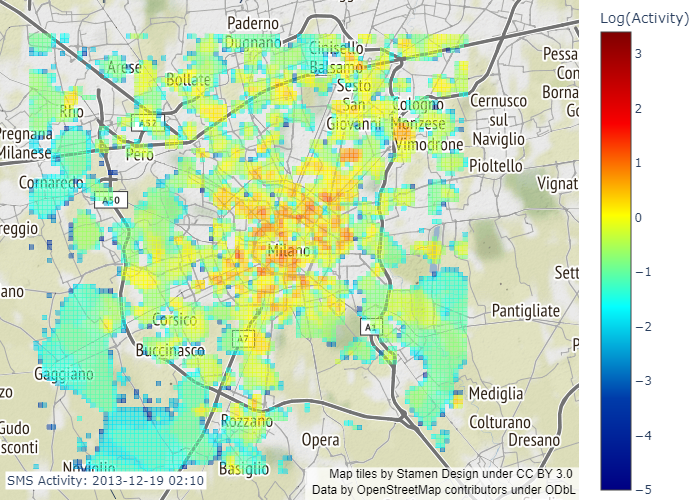 Paderno
Dugnano
Cinisello
Balsamo
Arese
Bollate
Sesto
San
Giovanni
Cologno
Monzese
Cernusco
sul
Naviglio
Pessa
Con
Borna
Go
Rho
A52
Pregnana
Milanese
Pero
Vimodrone
Pioltello
Cornaredo
A50
Vignat
reggio
Milano
Sett
ano
Pantigliate
Corsico
A1
A7
P
Buccinasco
Gaggiano
zo
Mediglia
Rozzano
Colturano
Gudo
sconti
Opera
Dresano
Noviglio
Basiglio
SMS Activity: 2013-12-19 02:10
Map tiles by Stamen Design under CC BY 3.0
Data by OpenStreetMap contributors under ODbL
Log(Activity)
3
2
1
0
−1
−2
−3
−4
−5